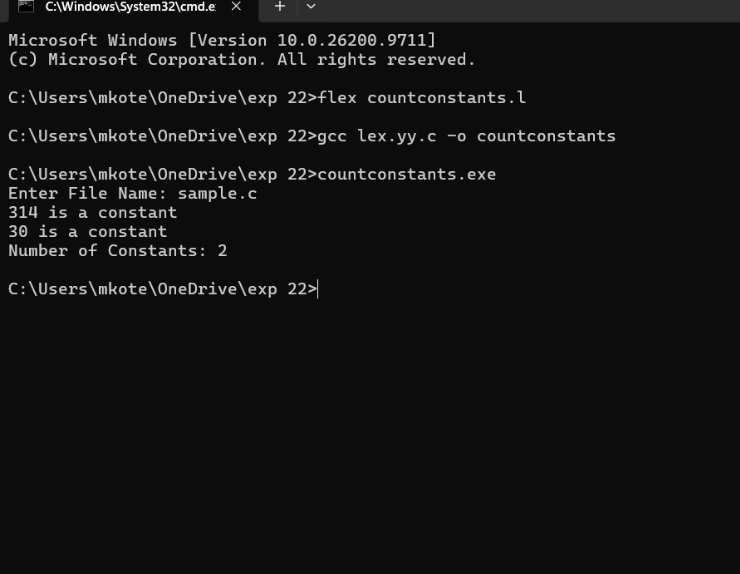 C:\Windows\System32\cmd.e
Microsoft Windows [Version 10.0.26200.9711]
(c) Microsoft Corporation. All rights reserved.
C:\Users\mkote\OneDrive\exp 22>flex countconstants.l
C:\Users\mkote\OneDrive\exp 22>gcc lex.yy.c -o countconstants
C:\Users\mkote\OneDrive\exp 22>countconstants.exe
Enter File Name: sample.c
314 is a constant
30 is a constant
Number of Constants: 2
C:\Users\mkote\OneDrive\exp 22>